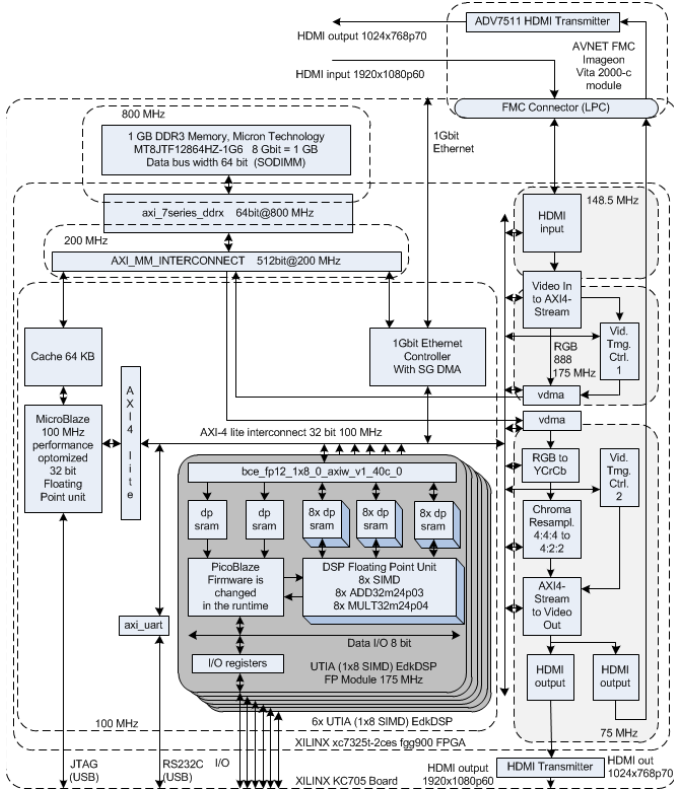 ADV7511 HDMI Transmitter
HDMI output 1024x768p70
AVNET FMC
Imageon
Vita 2000-c
module
HDMI input 1920x1080p60
FMC Connector (LPC)
800 MHz
1 GB DDR3 Memory, Micron Technology
MT8JTF12864HZ-1G6 8 Gbit = 1 GB
Data bus width 64 bit (SODIMM)
1Gbit
Ethernet
axi_7series_ddrx 64bit@800 MHz
200 MHz
AXI_MM_INTERCONNECT 512bit@200 MHz
148.5 MHz
HDMI
input
Video In
to AXI4-
Stream
Vid.
Tmg.
Ctrl.
1
RGB
888
175 MHz
vdma
Cache 64 KB
1Gbit Ethernet
Controller
With SG DMA
MicroBlaze
100 MHz
performance
optomized
32 bit
Floating
Point unit
A
X
I
4
l
i
t
e
AXI-4 lite interconnect 32 bit 100 MHz
vdma
RGB to
YCrCb
Vid.
Tmg.
Ctrl.
2
Chroma
Resampl.
4:4:4 to
4:2:2
AXI4-
Stream
to Video
Out
HDMI
output
HDMI
output
75 MHz
bce_fp12_1x8_0_axiw_v1_40c_0
dp
sram
dp
sram
8x dp
sram
8x dp
sram
8x dp
sram
PicoBlaze
Firmware is
changed
in the runtime
DSP Floating Point Unit
8x SIMD
8x ADD32m24p03
8x MULT32m24p04
Data I/O 8 bit
I/O registers
UTIA (1x8 SIMD) EdkDSP
FP Module 175 MHz
axi_uart
100 MHz
6x UTIA (1x8 SIMD) EdkDSP
XILINX xc7325t-2ces fgg900 FPGA
JTAG
(USB)
RS232C
(USB)
I/O
XILINX KC705 Board
HDMI output
1920x1080p60
HDMI Transmitter
HDMI out
1024x768p70